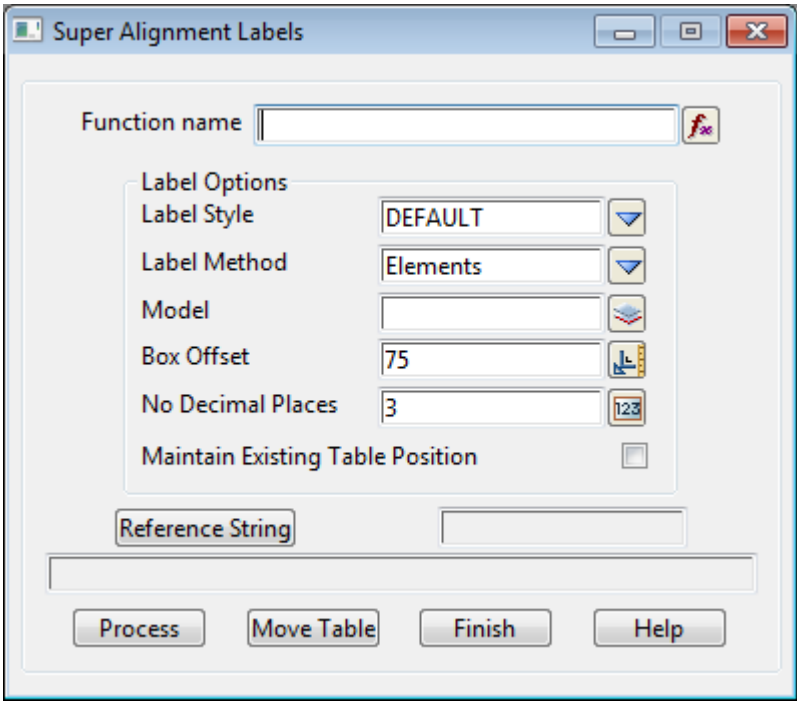 Super Alignment Labels
Function name
Label Options
Label Style DEFAULT
Label Method Elements
Model
Box Offset 75
No Decimal Places 3 123
Maintain Existing Table Position
Reference String
Process Move Table Finish Help